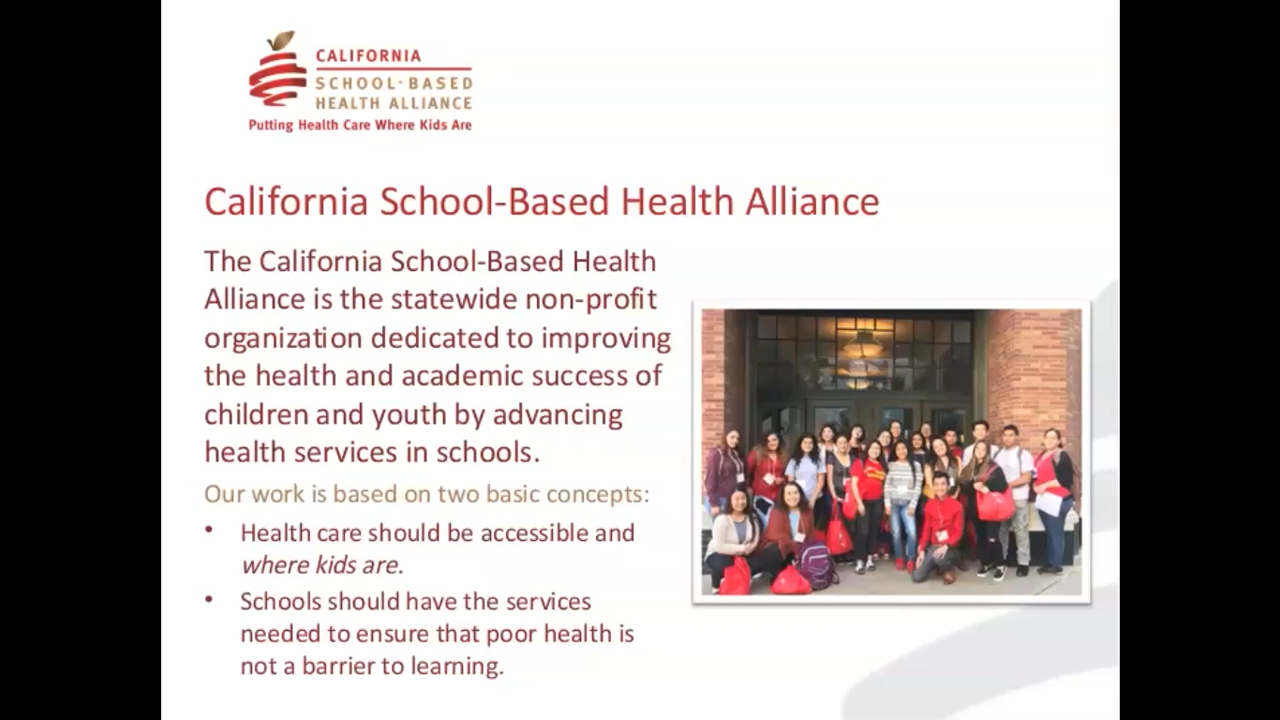 CALIFORNIA
SCHOOL-BASED
HEALTH ALLIANCE
Putting Health Care Where Kids Are
California School-Based Health Alliance
The California School-Based Health
Alliance is the statewide non-profit
organization dedicated to improving
the health and academic success of
children and youth by advancing
health services in schools.
Our work is based on two basic concepts:
• Health care should be accessible and
where kids are.
• Schools should have the services
needed to ensure that poor health is
not a barrier to learning.